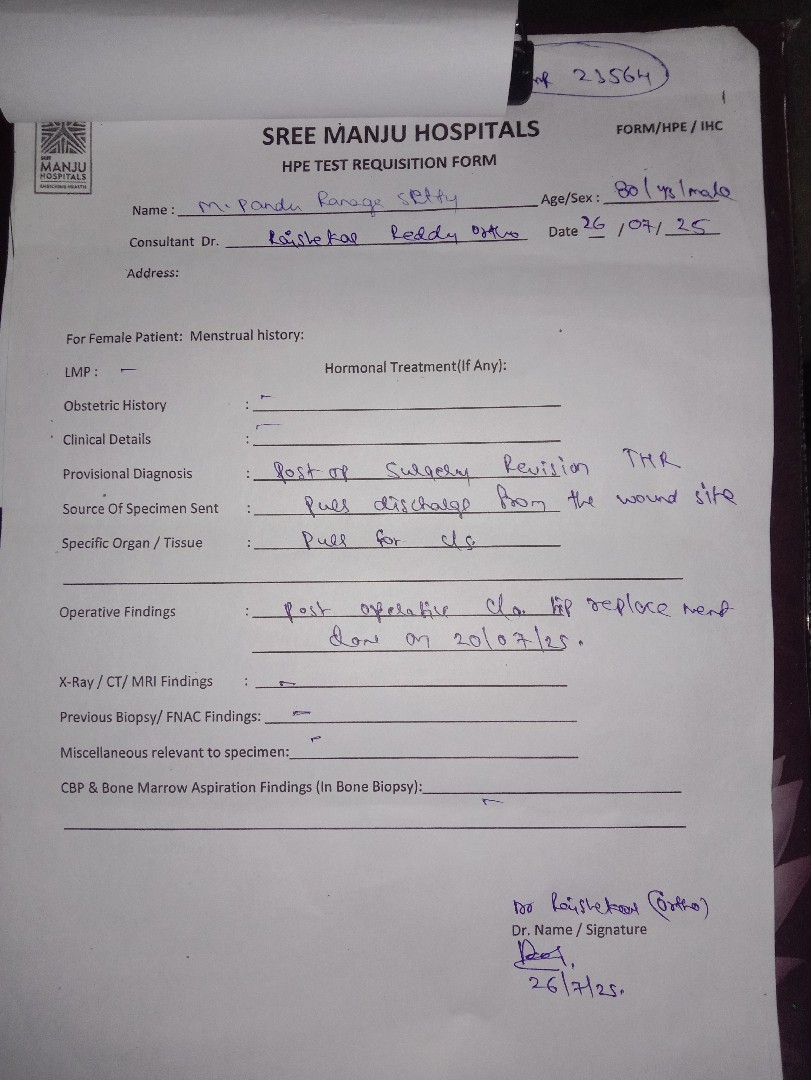 23564
SREE MANJU HOSPITALS
FORM/HPE / IHC
SREE
MANJU
HOSPITALS
HPE TEST REQUISITION FORM
Name : M. Pandu Ranaga Setty Age/Sex : 80/ys/male
Consultant Dr. Rajshekar Reddy Ortho Date 26 /07/ 25
Address:
For Female Patient: Menstrual history:
LMP : – Hormonal Treatment(If Any):
Obstetric History : –
Clinical Details : –
Provisional Diagnosis : Post op Surgery Revision THR
Source Of Specimen Sent : Pues discharge from the wound site
Specific Organ / Tissue : Pues for c/s
Operative Findings : Post operative hip replacement
done on 20/07/25.
X-Ray / CT/ MRI Findings : –
Previous Biopsy/ FNAC Findings: –
Miscellaneous relevant to specimen: –
CBP & Bone Marrow Aspiration Findings (In Bone Biopsy): –
Dr Rajshekar (Ortho)
Dr. Name / Signature
26/7/25.